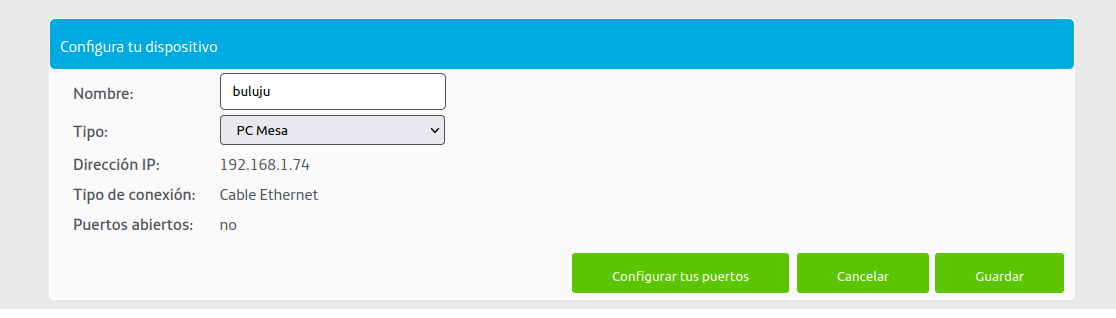 Configura tu dispositivo
Nombre: buluju
Tipo: PC Mesa
Dirección IP: 192.168.1.74
Tipo de conexión: Cable Ethernet
Puertos abiertos: no
Configurar tus puertos Cancelar Guardar